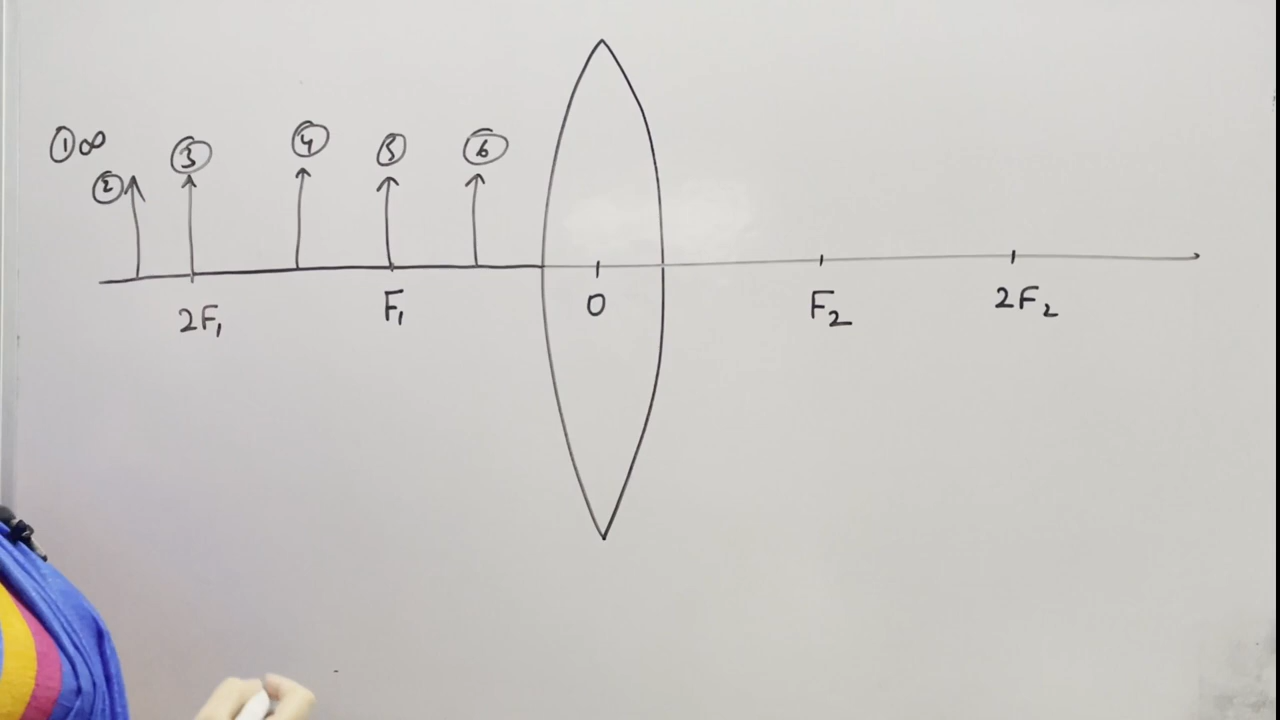 ① ∞
②
③
④
⑤
⑥
2F₁
F₁
O
F₂
2F₂